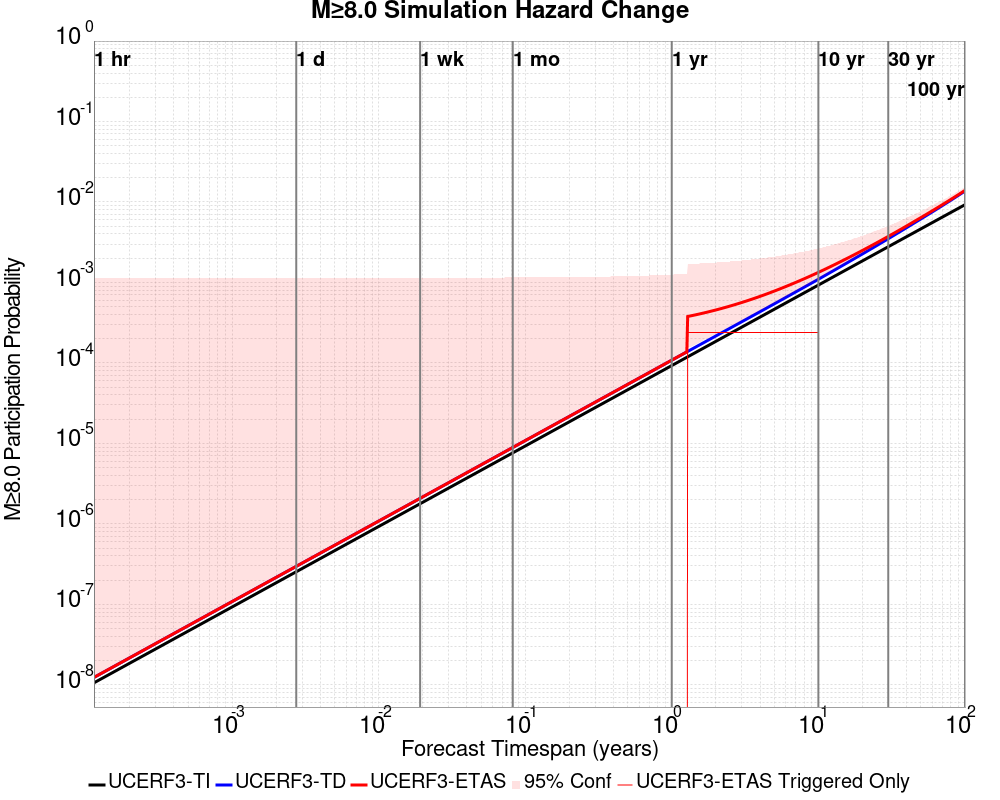 M≥8.0 Simulation Hazard Change
10^0
10^-1
10^-2
10^-3
10^-4
10^-5
10^-6
10^-7
10^-8
M≥8.0 Participation Probability
1 hr
1 d
1 wk
1 mo
1 yr
10 yr
30 yr
100 yr
10^-3
10^-2
10^-1
10^0
10^1
10^2
Forecast Timespan (years)
UCERF3-TI UCERF3-TD UCERF3-ETAS 95% Conf UCERF3-ETAS Triggered Only